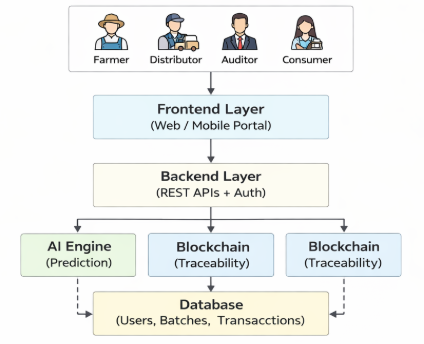 Farmer Distributor Auditor Consumer
Frontend Layer
(Web / Mobile Portal)
Backend Layer
(REST APIs + Auth)
AI Engine Blockchain Blockchain
(Prediction) (Traceability) (Traceability)
Database
(Users, Batches, Transacctions)